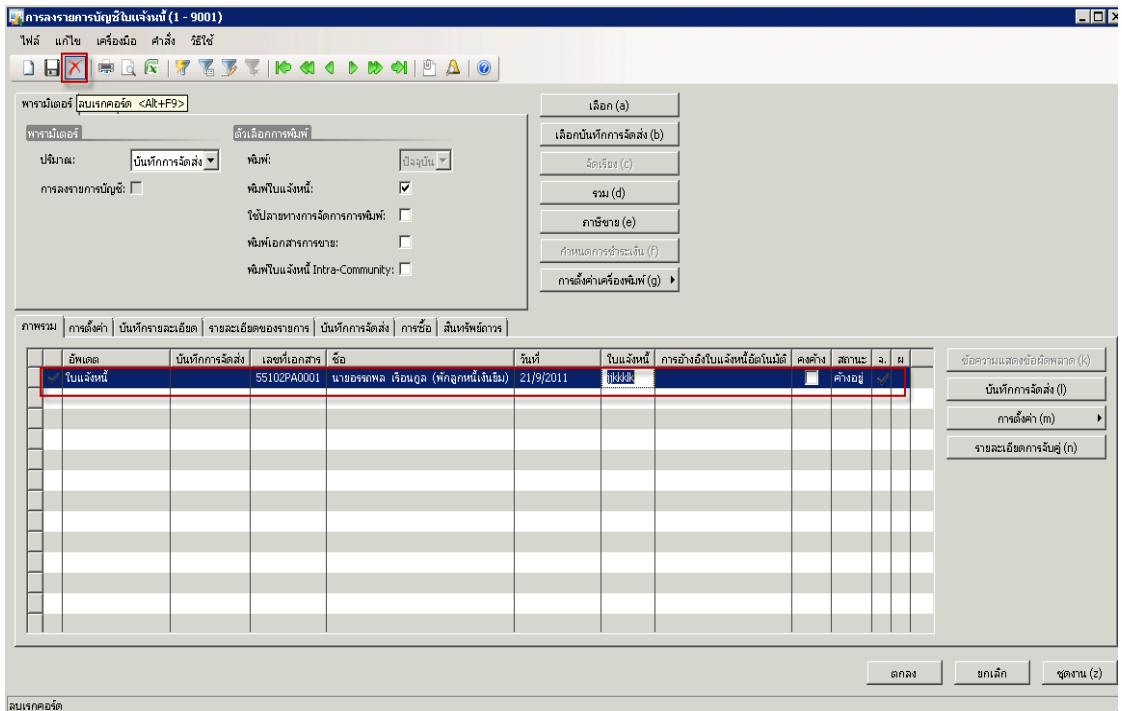 การลงรายการบัญชีใบแจ้งหนี้ (1 - 9001)
ไฟล์ แก้ไข เครื่องมือ คำสั่ง วิธีใช้
พารามิเตอร์ ลบเรกคอร์ด <Alt+F9>
พารามิเตอร์ ตัวเลือกการพิมพ์
ปริมาณ: บันทึกการจัดส่ง พิมพ์: ปัจจุบัน
การลงรายการบัญชี: พิมพ์ใบแจ้งหนี้:
ใช้ปลายทางการจัดการการพิมพ์:
พิมพ์เอกสารการขาย:
พิมพ์ใบแจ้งหนี้ Intra-Community:
เลือก (a)
เลือกบันทึกการจัดส่ง (b)
จัดเรียง (c)
รวม (d)
ภาษีขาย (e)
กำหนดการชำระเงิน (f)
การตั้งค่าเครื่องพิมพ์ (g)
ภาพรวม การตั้งค่า บันทึกรายละเอียด รายละเอียดของรายการ บันทึกการจัดส่ง การซื้อ สินทรัพย์ถาวร
อัพเดต บันทึกการจัดส่ง เลขที่เอกสาร ชื่อ วันที่ ใบแจ้งหนี้ การอ้างอิงใบแจ้งหนี้อัตโนมัติ คงค้าง สถานะ จ. ผ
ใบแจ้งหนี้ 55102PA0001 นายอรรถพล เรือนกูล (พักลูกหนี้เงินยืม) 21/9/2011 ค้างอยู่
ข้อความแสดงข้อผิดพลาด (k)
บันทึกการจัดส่ง (l)
การตั้งค่า (m)
รายละเอียดการจับคู่ (n)
ตกลง ยกเลิก ชุดงาน (z)
ลบเรกคอร์ด